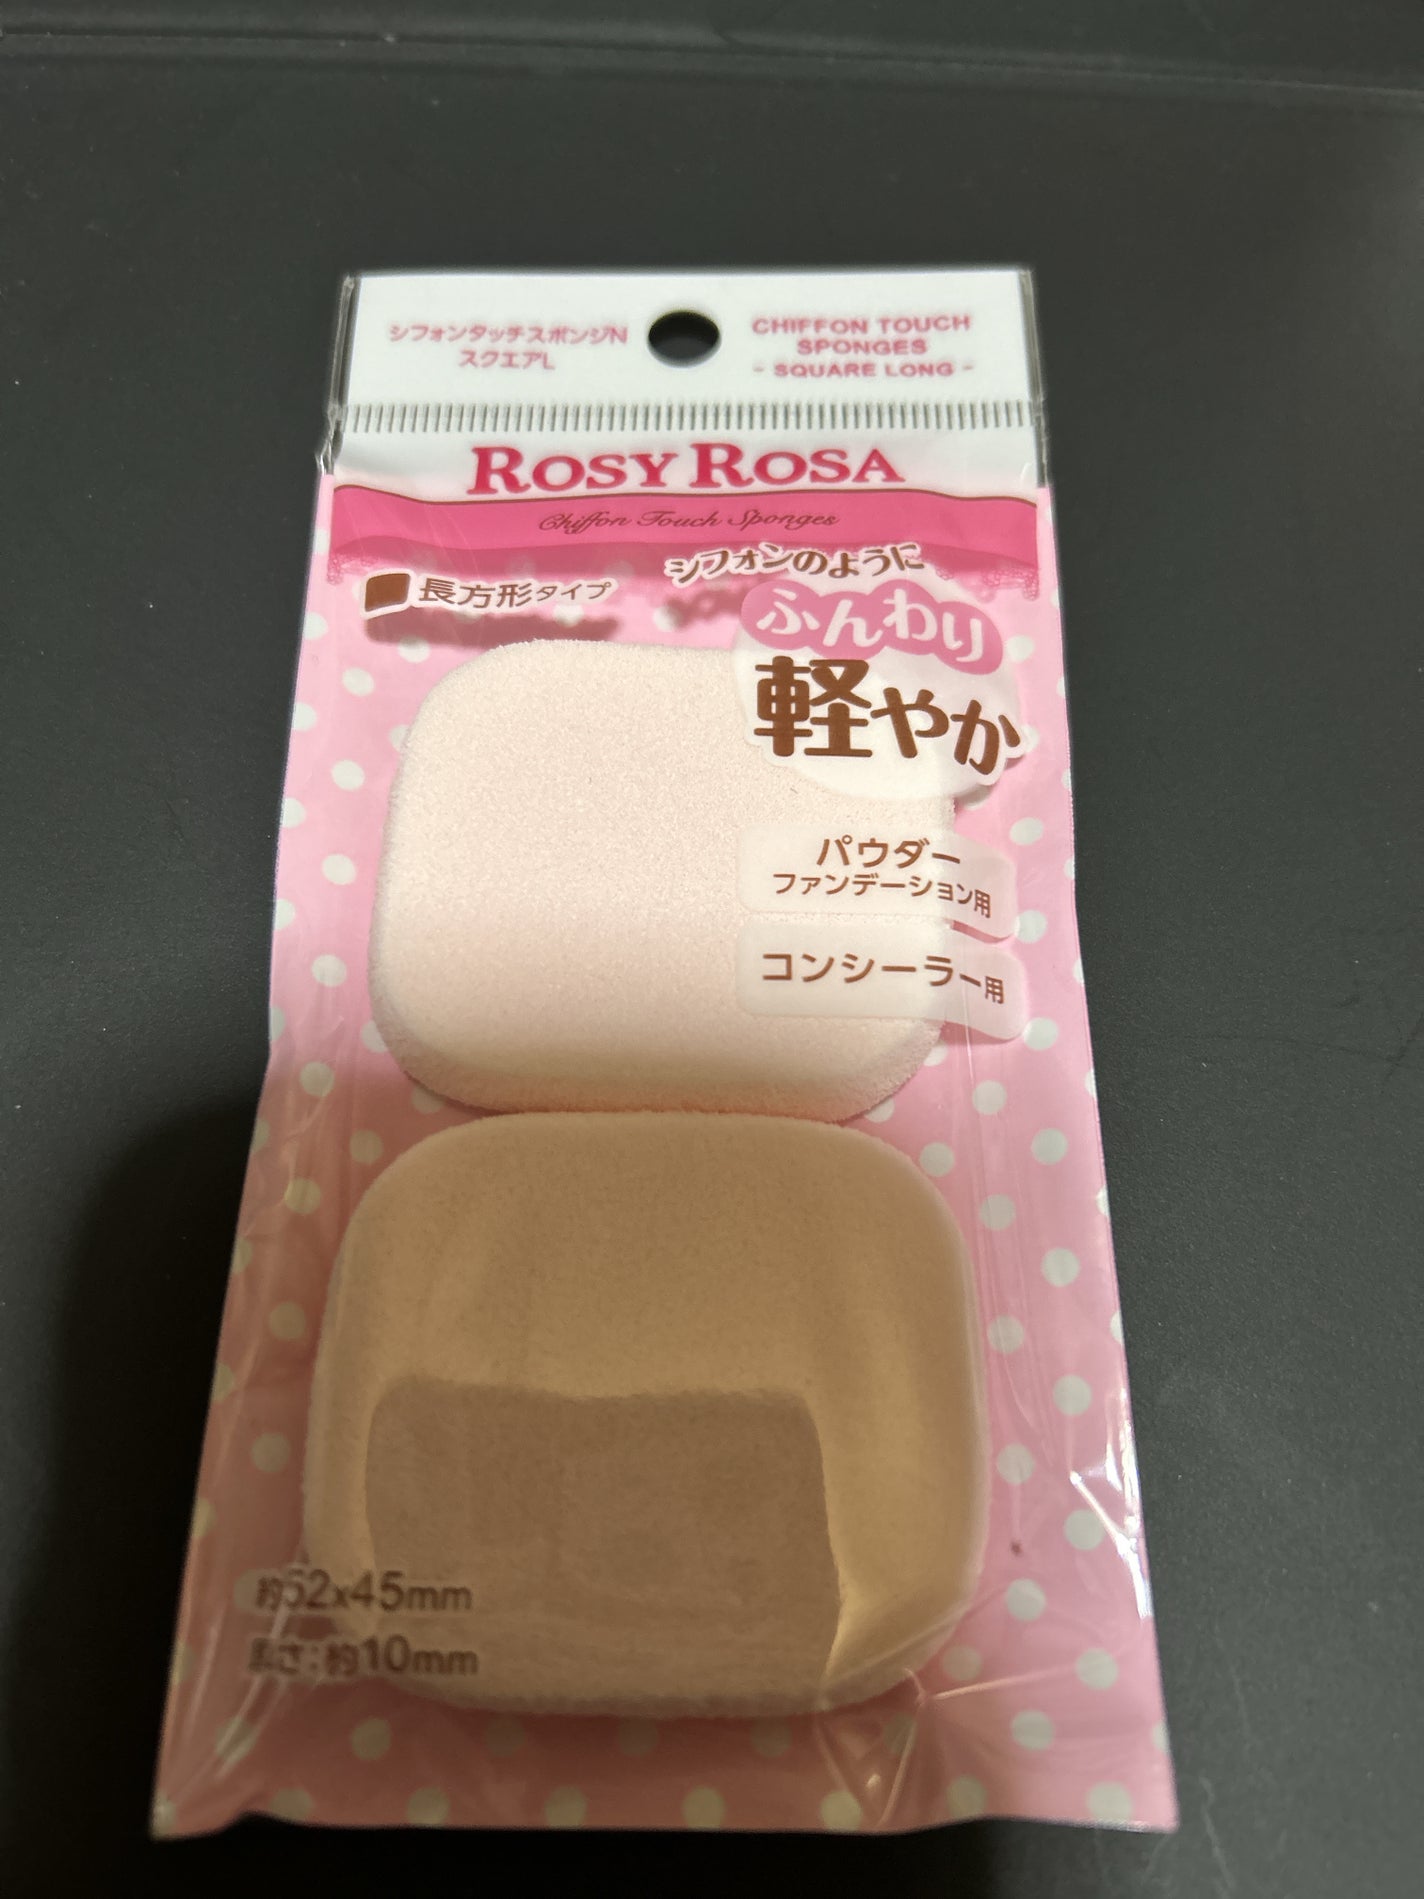 シフォンタッチスポンジN
スクエアL
CHIFFON TOUCH
SPONGES
- SQUARE LONG -
ROSY ROSA
Chiffon Touch Sponges
長方形タイプ
シフォンのように
ふんわり
軽やか
パウダー
ファンデーション用
コンシーラー用
約52x45mm
厚さ:約10mm